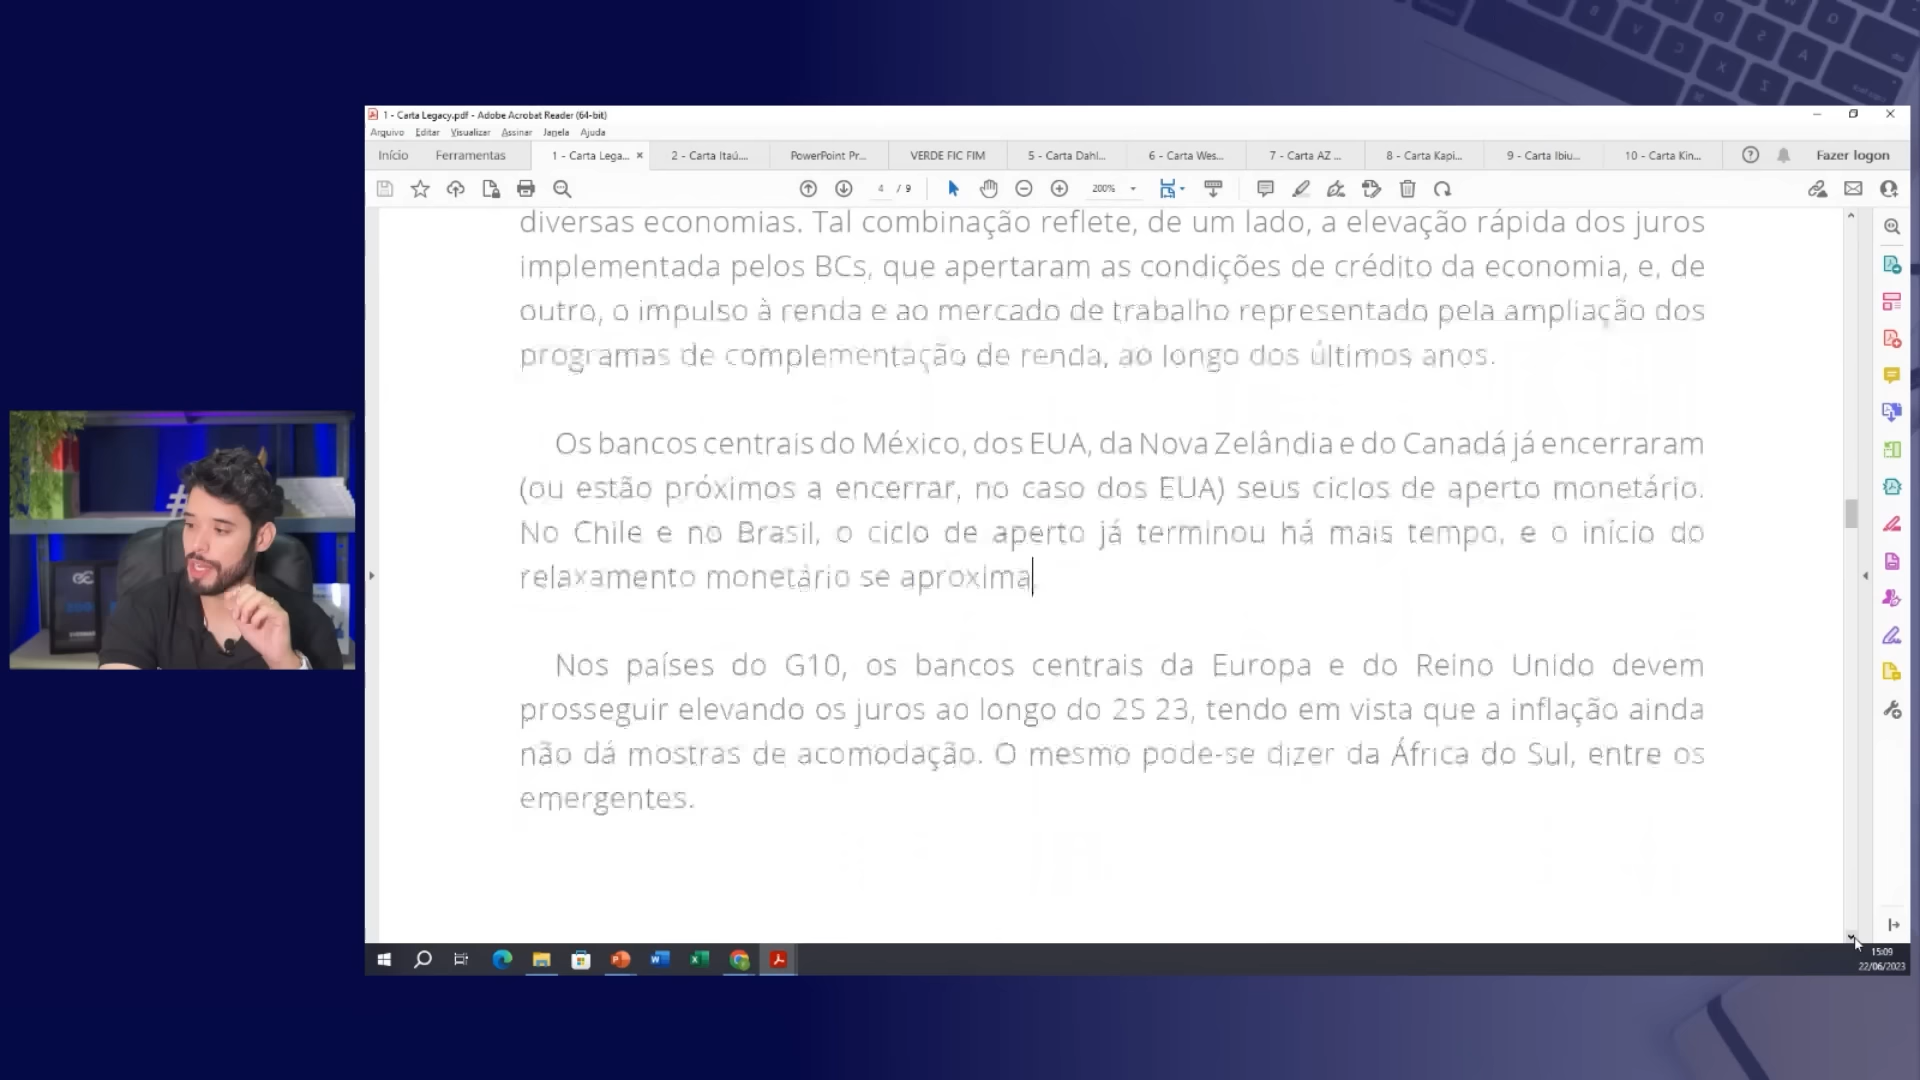 1 - Carta Legacy.pdf - Adobe Acrobat Reader (64-bit)
Arquivo Editar Visualizar Assinar Janela Ajuda
Início Ferramentas 1 - Carta Lega... × 2 - Carta Itaú.... PowerPoint Pr... VERDE FIC FIM 5 - Carta Dahl... 6 - Carta Wes... 7 - Carta AZ ... 8 - Carta Kapi... 9 - Carta Ibiu... 10 - Carta Kin... Fazer logon
4 / 9 200%
diversas economias. Tal combinação reflete, de um lado, a elevação rápida dos juros
implementada pelos BCs, que apertaram as condições de crédito da economia, e, de
outro, o impulso à renda e ao mercado de trabalho representado pela ampliação dos
programas de complementação de renda, ao longo dos últimos anos.
Os bancos centrais do México, dos EUA, da Nova Zelândia e do Canadá já encerraram
(ou estão próximos a encerrar, no caso dos EUA) seus ciclos de aperto monetário.
No Chile e no Brasil, o ciclo de aperto já terminou há mais tempo, e o início do
relaxamento monetário se aproxima
Nos países do G10, os bancos centrais da Europa e do Reino Unido devem
prosseguir elevando os juros ao longo do 2S 23, tendo em vista que a inflação ainda
não dá mostras de acomodação. O mesmo pode-se dizer da África do Sul, entre os
emergentes.
15:09
22/06/2023